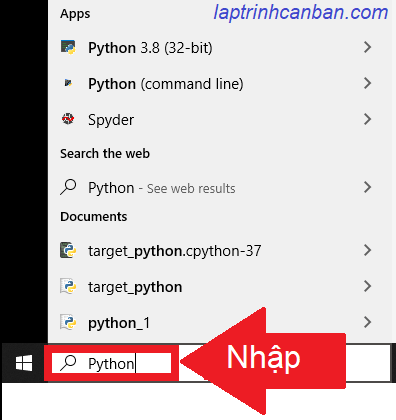 laptrinhcanban.com
Apps
Python 3.8 (32-bit)
Python (command line)
Spyder
Search the web
Python - See web results
Documents
target_python.cpython-37
target_python
python_1
Python
Nhập